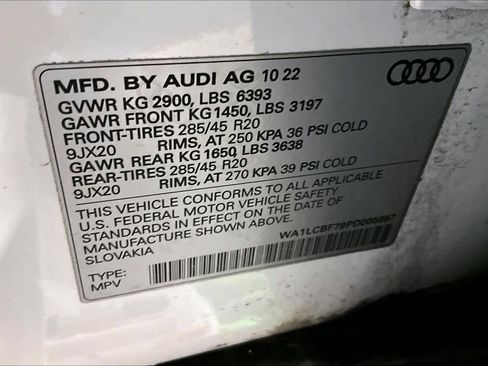 MFD. BY AUDI AG 10 22
GVWR KG 2900, LBS 6393
GAWR FRONT KG1450, LBS 3197
FRONT-TIRES 285/45 R20
9JX20 RIMS, AT 250 KPA 36 PSI COLD
GAWR REAR KG1650, LBS 3638
REAR-TIRES 285/45 R20
9JX20 RIMS, AT 270 KPA 39 PSI COLD
THIS VEHICLE CONFORMS TO ALL APPLICABLE
U.S. FEDERAL MOTOR VEHICLE SAFETY
STANDARDS IN EFFECT ON THE DATE OF
MANUFACTURE SHOWN ABOVE.
SLOVAKIA
TYPE:
MPV